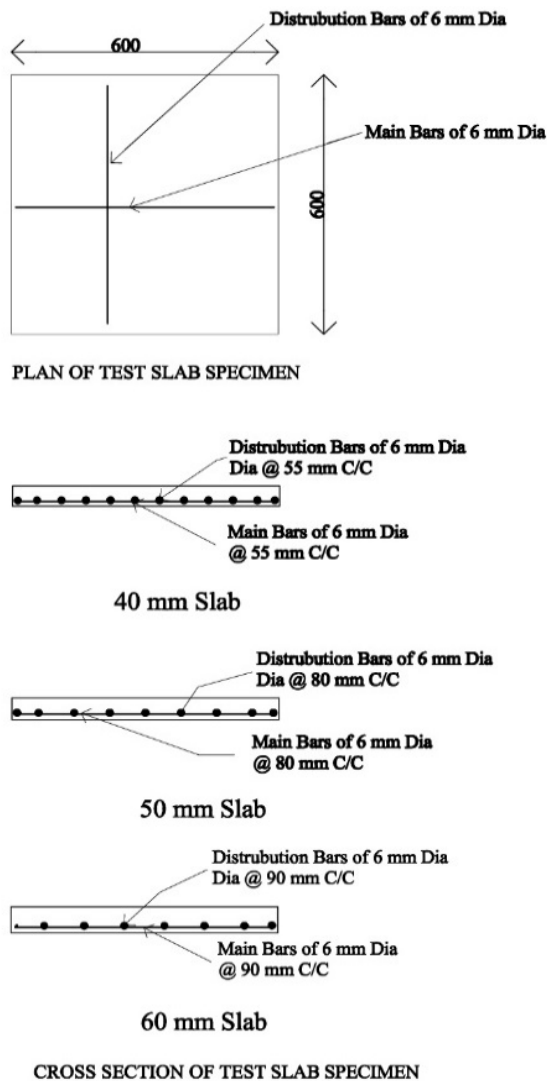 Distrubution Bars of 6 mm Dia
600
Main Bars of 6 mm Dia
600
PLAN OF TEST SLAB SPECIMEN
Distrubution Bars of 6 mm Dia
Dia @ 55 mm C/C
Main Bars of 6 mm Dia
@ 55 mm C/C
40 mm Slab
Distrubution Bars of 6 mm Dia
Dia @ 80 mm C/C
Main Bars of 6 mm Dia
@ 80 mm C/C
50 mm Slab
Distrubution Bars of 6 mm Dia
Dia @ 90 mm C/C
Main Bars of 6 mm Dia
@ 90 mm C/C
60 mm Slab
CROSS SECTION OF TEST SLAB SPECIMEN